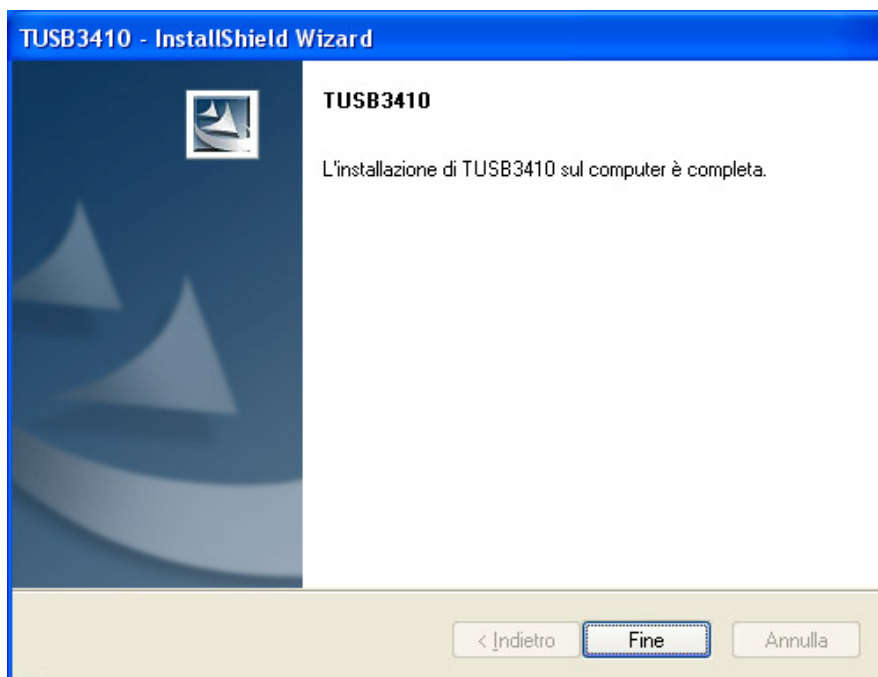 TUSB3410 - InstallShield Wizard
TUSB3410
L'installazione di TUSB3410 sul computer è completa.
< Indietro
Fine
Annulla